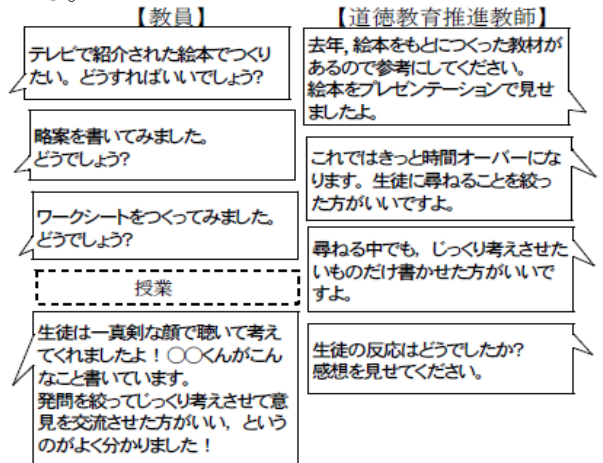 【教員】
【道徳教育推進教師】
テレビで紹介された絵本でつくり
たい。どうすればいいでしょう?
去年,絵本をもとにつくった教材が
あるので参考にしてください。
絵本をプレゼンテーションで見せ
ましたよ。
略案を書いてみました。
どうでしょう?
これではきっと時間オーバーにな
ります。生徒に尋ねることを絞っ
た方がいいですよ。
ワークシートをつくってみました。
どうでしょう?
尋ねる中でも,じっくり考えさせた
いものだけ書かせた方がいいで
すよ。
授業
生徒の反応はどうでしたか?
感想を見せてください。
生徒は一真剣な顔で聴いて考え
てくれましたよ!○○くんがこん
なこと書いています。
発問を絞ってじっくり考えさせて意
見を交流させた方がいい,という
のがよく分かりました!